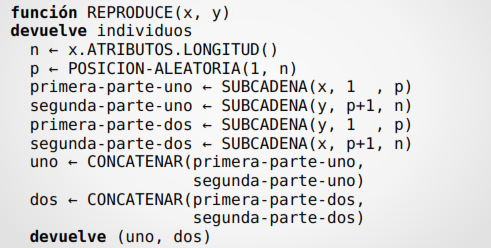 función REPRODUCE(x, y)
devuelve individuos
n ← x.ATRIBUTOS.LONGITUD()
p ← POSICION-ALEATORIA(1, n)
primera-parte-uno ← SUBCADENA(x, 1  , p)
segunda-parte-uno ← SUBCADENA(y, p+1, n)
primera-parte-dos ← SUBCADENA(y, 1  , p)
segunda-parte-dos ← SUBCADENA(x, p+1, n)
uno ← CONCATENAR(primera-parte-uno,
segunda-parte-uno)
dos ← CONCATENAR(primera-parte-dos,
segunda-parte-dos)
devuelve (uno, dos)